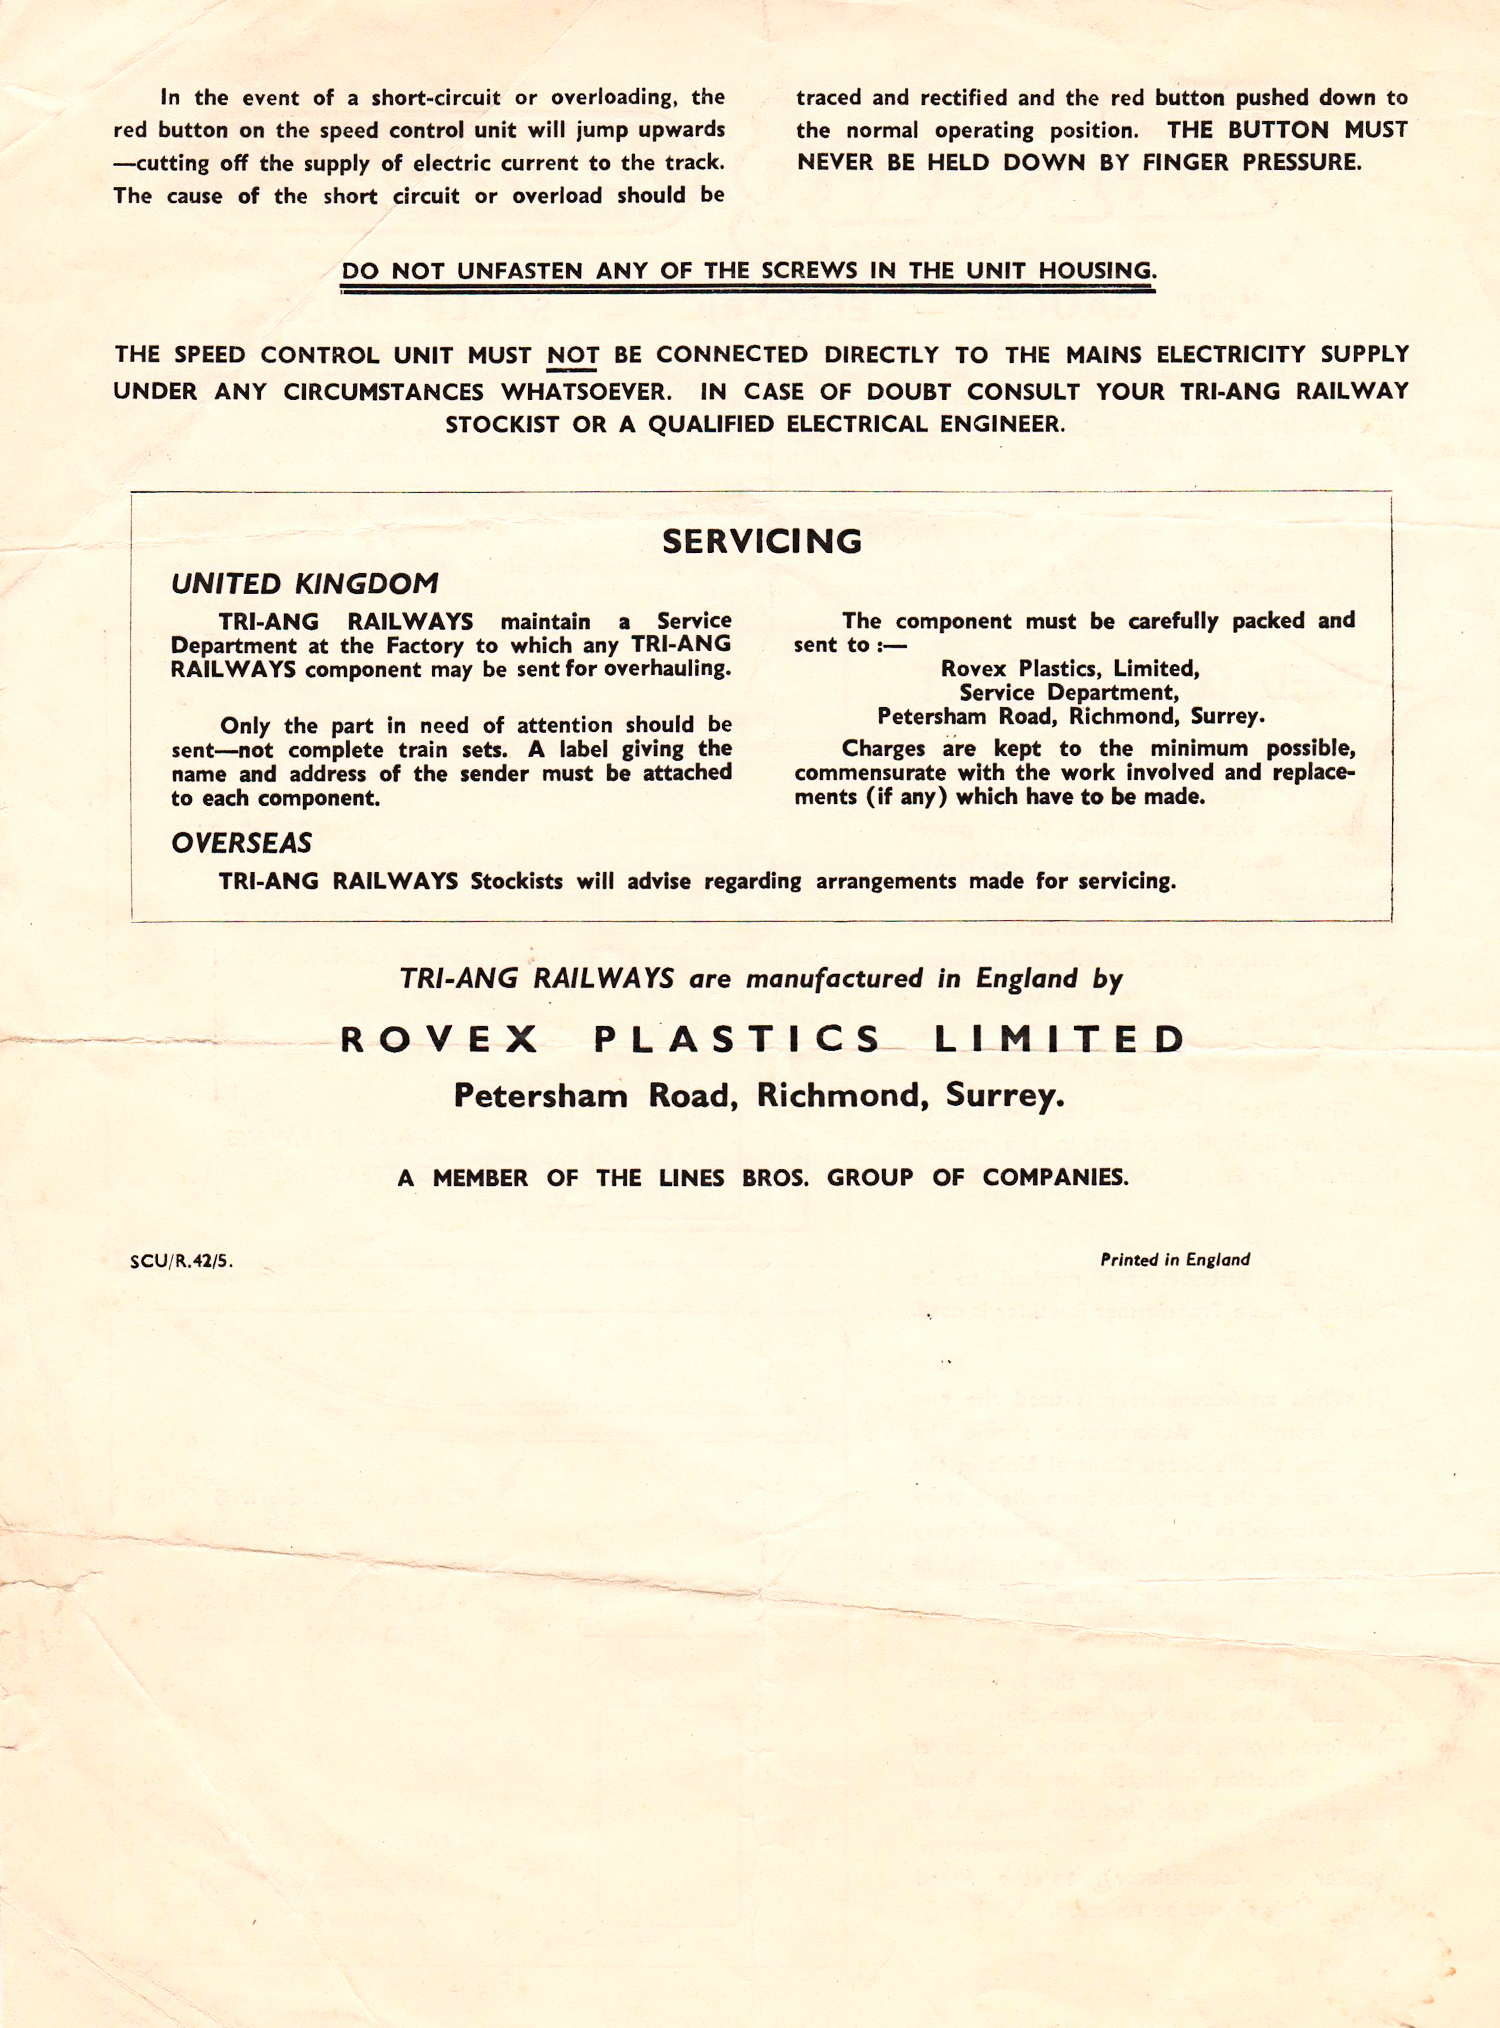 In the event of a short-circuit or overloading, the
red button on the speed control unit will jump upwards
—cutting off the supply of electric current to the track.
The cause of the short circuit or overload should be
traced and rectified and the red button pushed down to
the normal operating position. THE BUTTON MUST
NEVER BE HELD DOWN BY FINGER PRESSURE.
DO NOT UNFASTEN ANY OF THE SCREWS IN THE UNIT HOUSING.
THE SPEED CONTROL UNIT MUST NOT BE CONNECTED DIRECTLY TO THE MAINS ELECTRICITY SUPPLY
UNDER ANY CIRCUMSTANCES WHATSOEVER. IN CASE OF DOUBT CONSULT YOUR TRI-ANG RAILWAY
STOCKIST OR A QUALIFIED ELECTRICAL ENGINEER.
SERVICING
UNITED KINGDOM
TRI-ANG RAILWAYS maintain a Service
Department at the Factory to which any TRI-ANG
RAILWAYS component may be sent for overhauling.
Only the part in need of attention should be
sent—not complete train sets. A label giving the
name and address of the sender must be attached
to each component.
The component must be carefully packed and
sent to :—
Rovex Plastics, Limited,
Service Department,
Petersham Road, Richmond, Surrey.
Charges are kept to the minimum possible,
commensurate with the work involved and replace-
ments (if any) which have to be made.
OVERSEAS
TRI-ANG RAILWAYS Stockists will advise regarding arrangements made for servicing.
TRI-ANG RAILWAYS are manufactured in England by
ROVEX PLASTICS LIMITED
Petersham Road, Richmond, Surrey.
A MEMBER OF THE LINES BROS. GROUP OF COMPANIES.
SCU/R.42/5.
Printed in England